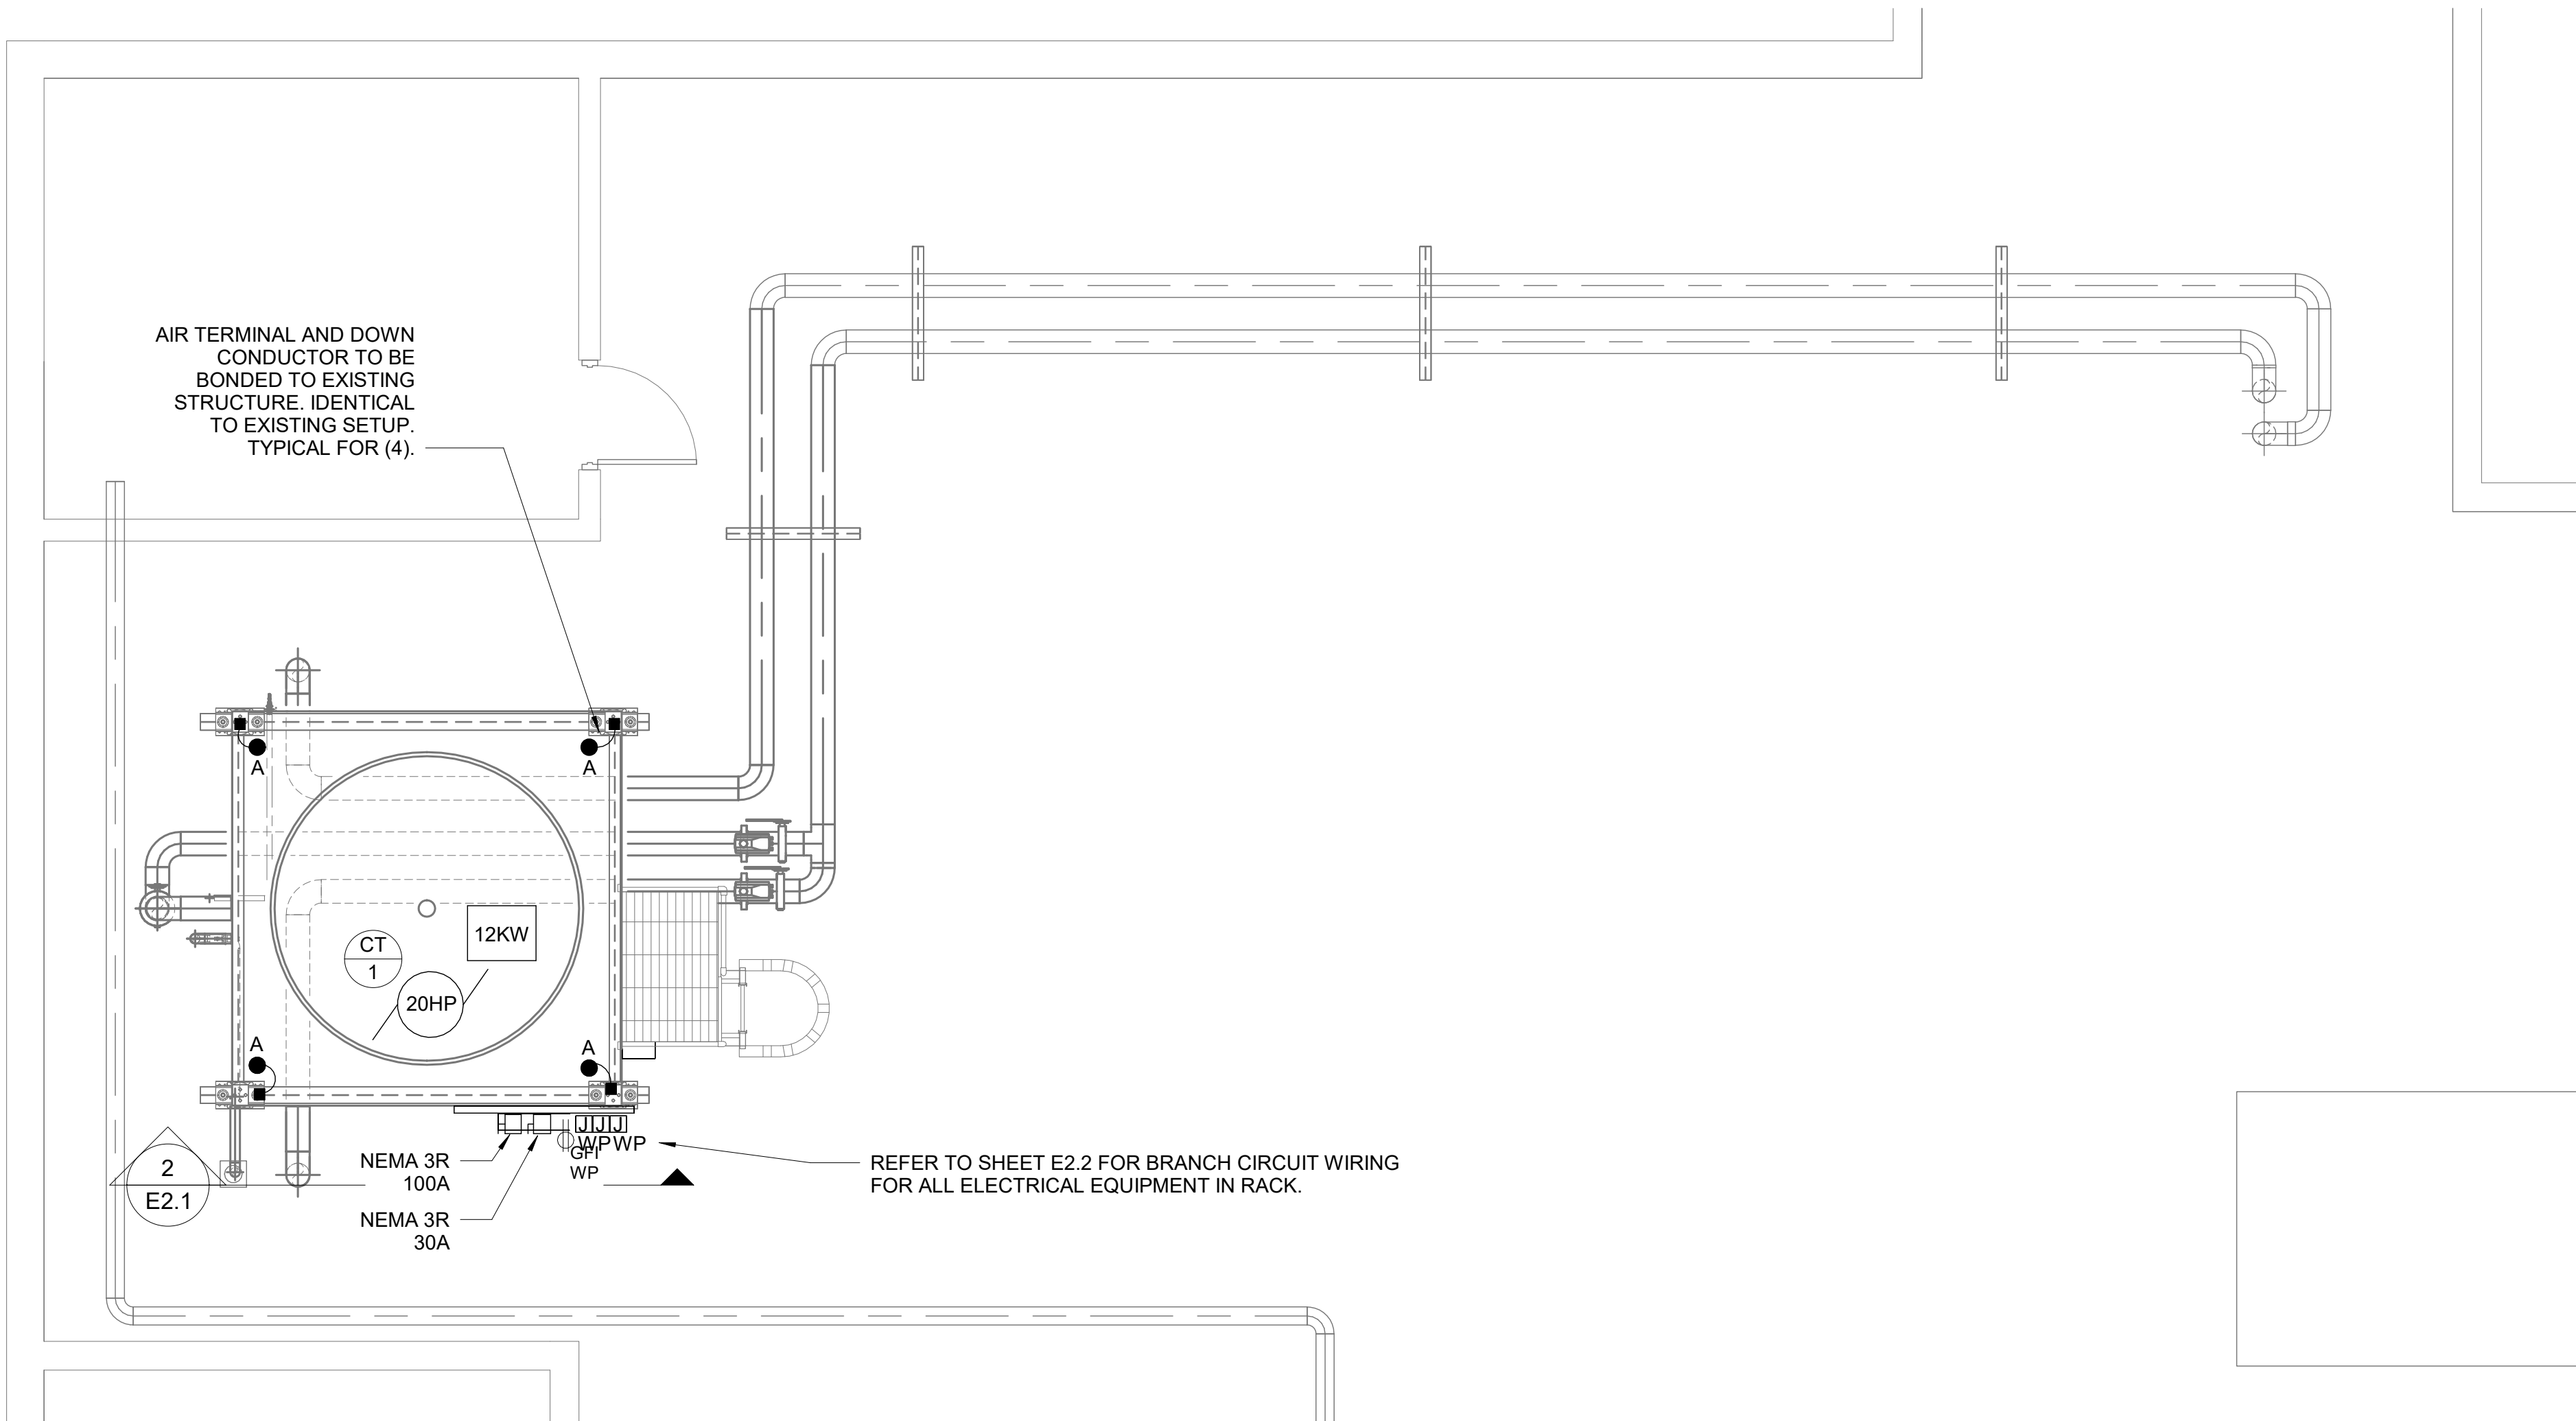 AIR TERMINAL AND DOWN
CONDUCTOR TO BE
BONDED TO EXISTING
STRUCTURE. IDENTICAL
TO EXISTING SETUP.
TYPICAL FOR (4).
A
A
12KW
CT
1
20HP
A
A
J J J
WP WP
GFI
WP
2
E2.1
NEMA 3R
100A
NEMA 3R
30A
REFER TO SHEET E2.2 FOR BRANCH CIRCUIT WIRING
FOR ALL ELECTRICAL EQUIPMENT IN RACK.